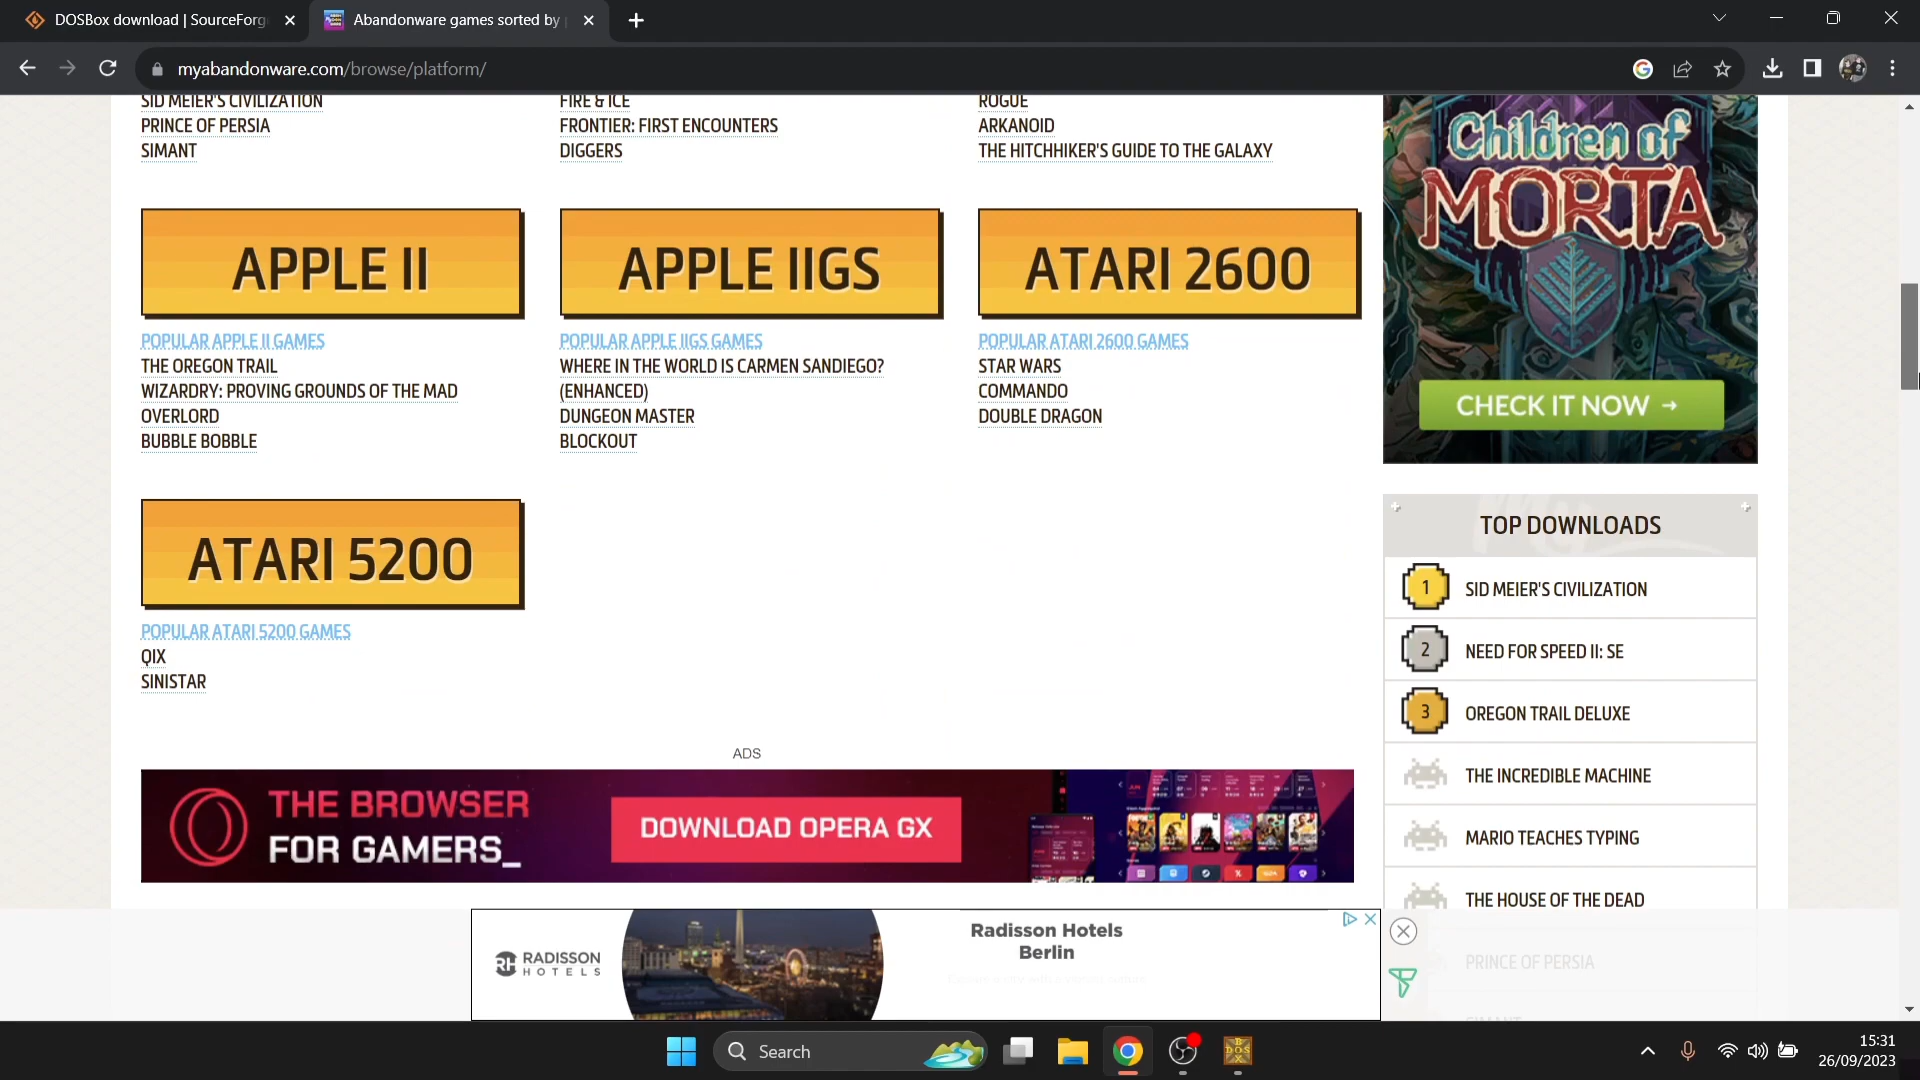 DOSBox download | SourceForg
Abandonware games sorted by
myabandonware.com/browse/platform/
SID MEIER'S CIVILIZATION
PRINCE OF PERSIA
SIMANT
FIRE & ICE
FRONTIER: FIRST ENCOUNTERS
DIGGERS
ROGUE
ARKANOID
THE HITCHHIKER'S GUIDE TO THE GALAXY
APPLE II
POPULAR APPLE II GAMES
THE OREGON TRAIL
WIZARDRY: PROVING GROUNDS OF THE MAD
OVERLORD
BUBBLE BOBBLE
APPLE IIGS
POPULAR APPLE IIGS GAMES
WHERE IN THE WORLD IS CARMEN SANDIEGO?
(ENHANCED)
DUNGEON MASTER
BLOCKOUT
ATARI 2600
POPULAR ATARI 2600 GAMES
STAR WARS
COMMANDO
DOUBLE DRAGON
ATARI 5200
POPULAR ATARI 5200 GAMES
QIX
SINISTAR
Children of
MORTA
CHECK IT NOW →
TOP DOWNLOADS
1 SID MEIER'S CIVILIZATION
2 NEED FOR SPEED II: SE
3 OREGON TRAIL DELUXE
THE INCREDIBLE MACHINE
MARIO TEACHES TYPING
THE HOUSE OF THE DEAD
PRINCE OF PERSIA
ADS
THE BROWSER
FOR GAMERS_
DOWNLOAD OPERA GX
RH RADISSON
HOTELS
Radisson Hotels
Berlin
Search
DOS
BOX
15:31
26/09/2023